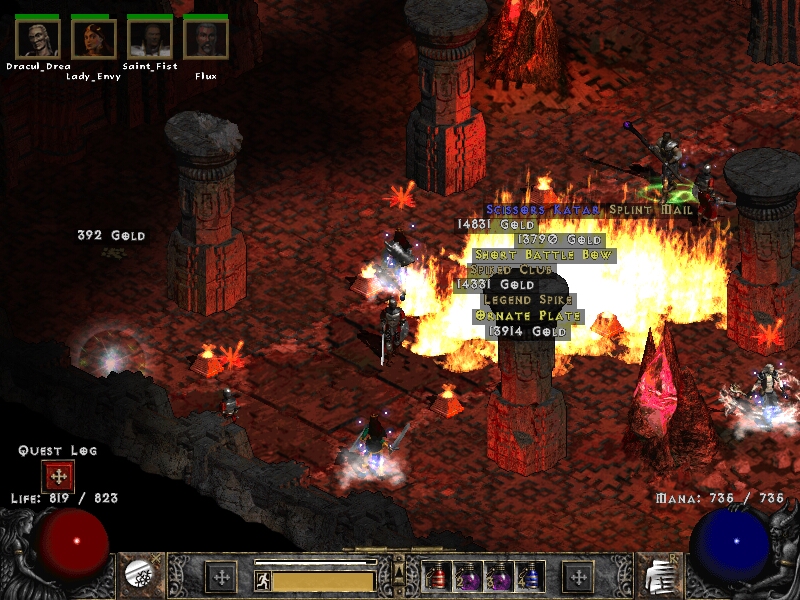 Dracul_Drea
Lady_Envy
Saint_Fist
Flux
Scissors Katar
Splint Mail
14831 Gold
392 Gold
13790 Gold
Short Battle Bow
Spiked Club
14331 Gold
Legend Spike
Ornate Plate
13914 Gold
Quest Log
Life: 819 / 823
Mana: 736 / 736